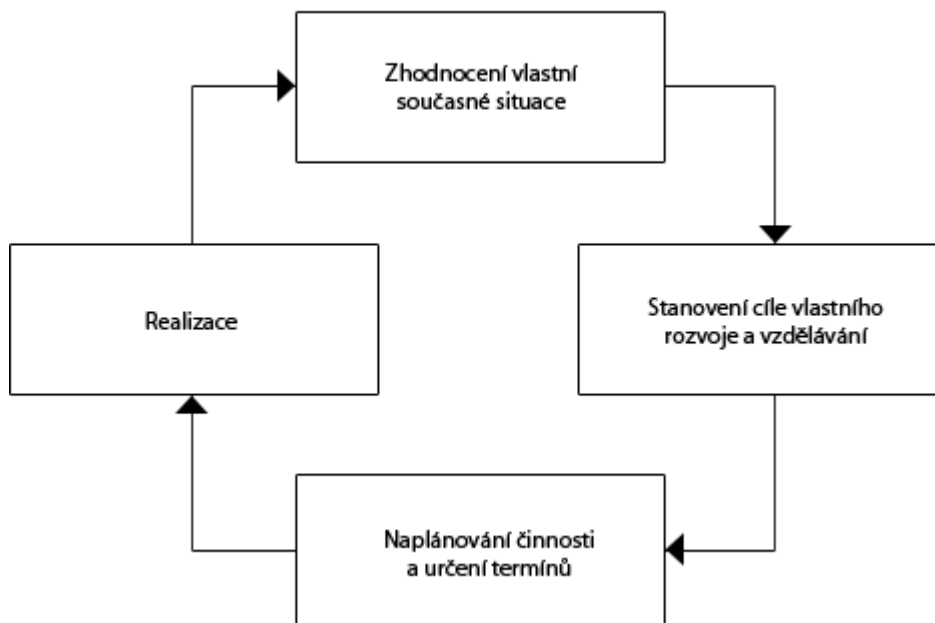 Zhodnocení vlastní
současné situace
Realizace
Stanovení cíle vlastního
rozvoje a vzdělávání
Naplánování činnosti
a určení termínů